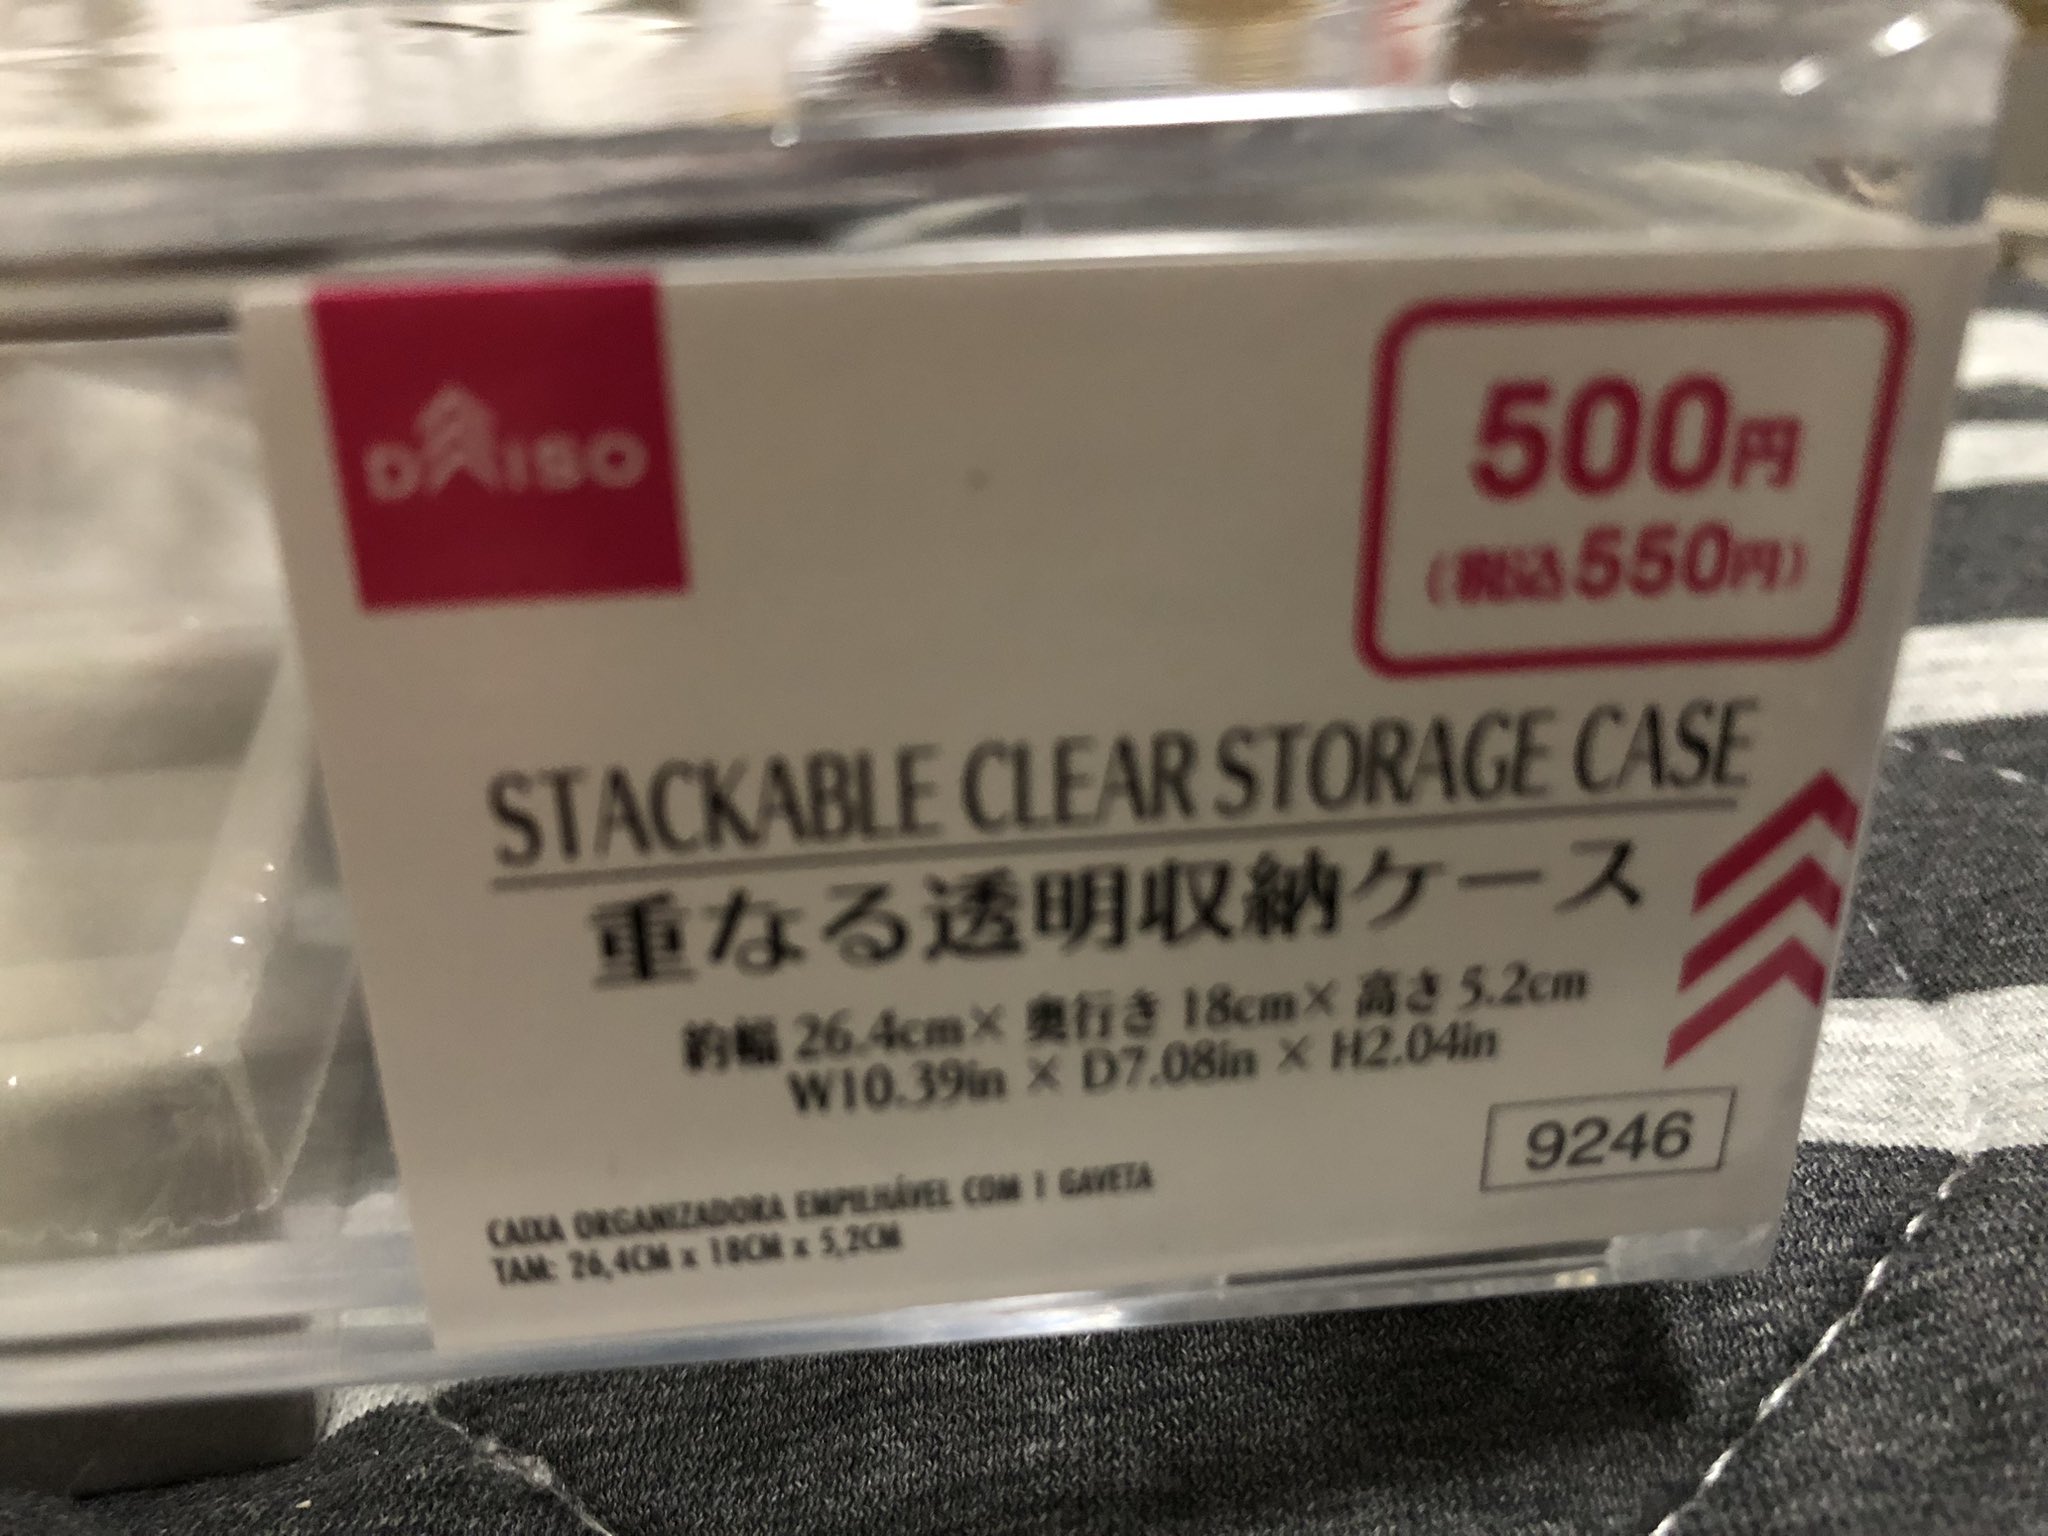 DAISO
500円
(税込550円)
STACKABLE CLEAR STORAGE CASE
重なる透明収納ケース
約幅 26.4cm× 奥行き 18cm× 高さ 5.2cm
W10.39in × D7.08in × H2.04in
9246
CAIXA ORGANIZADORA EMPILHÁVEL COM 1 GAVETA
TAM: 26,4CM x 18CM x 5,2CM